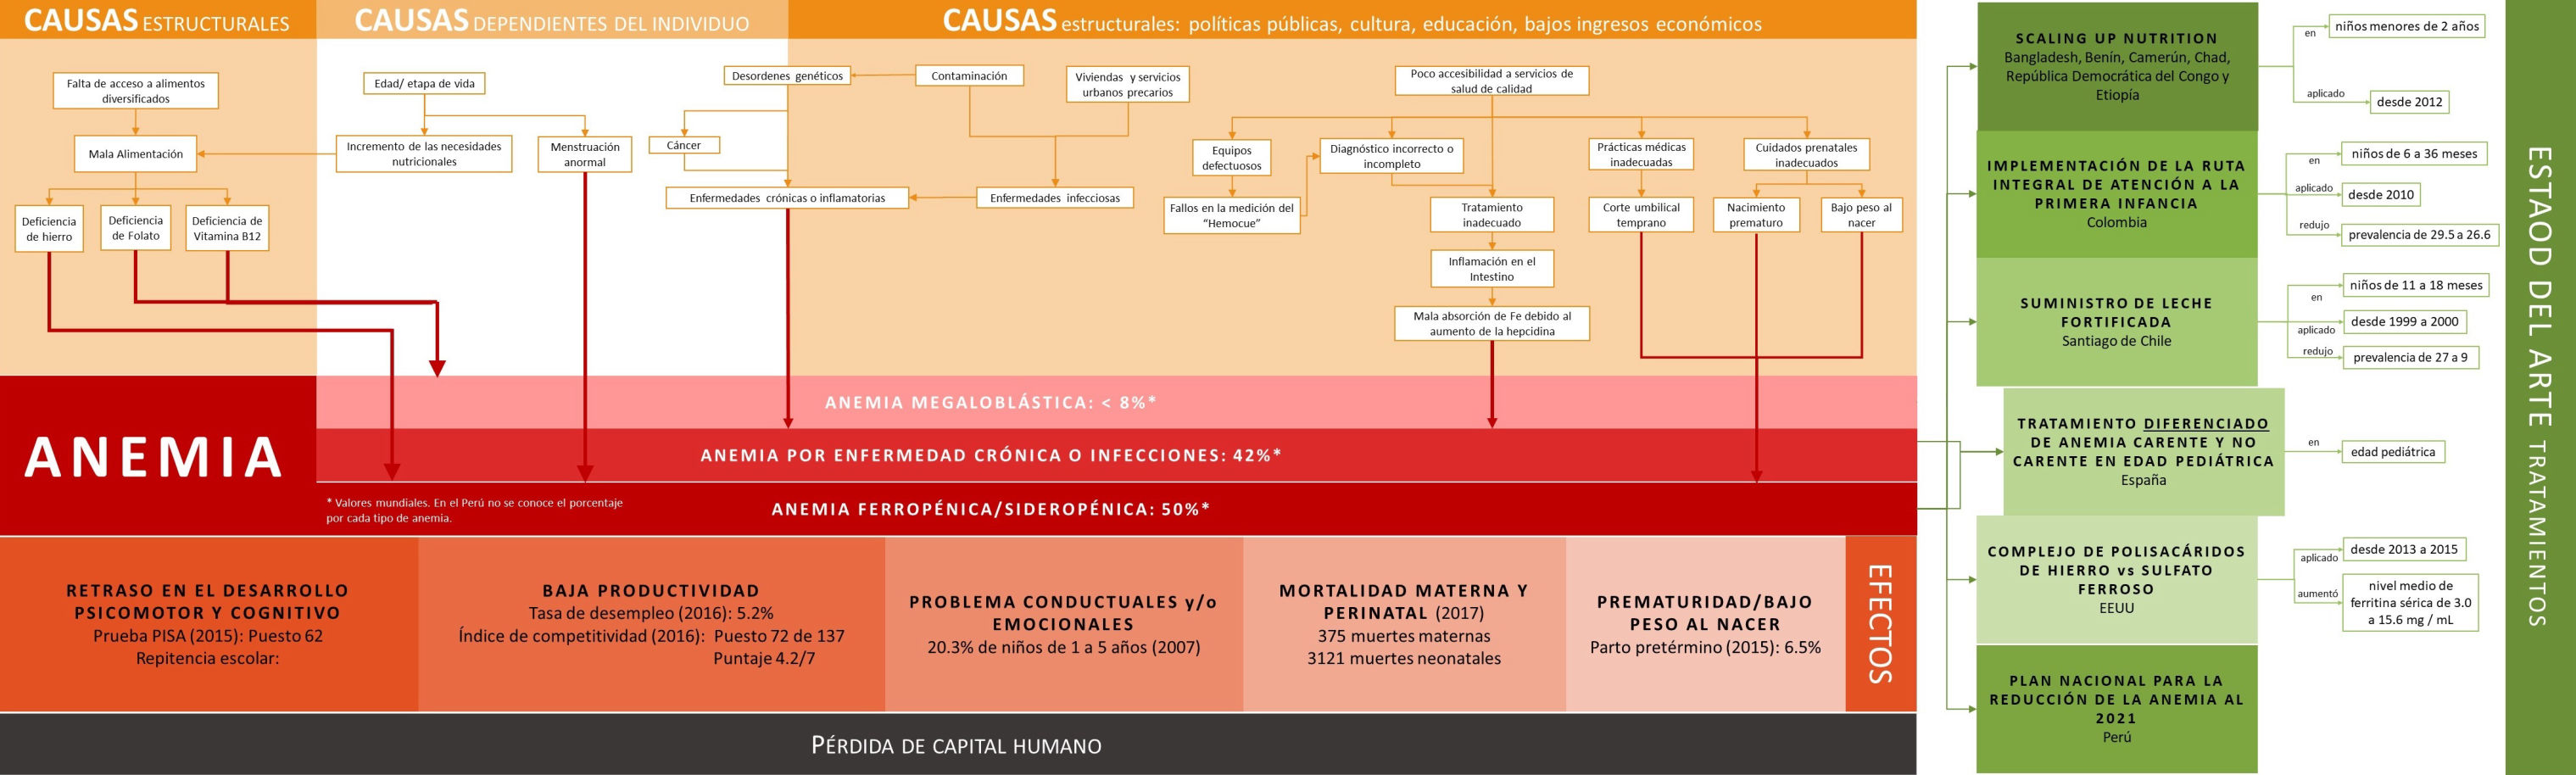 CAUSAS ESTRUCTURALES
CAUSAS DEPENDIENTES DEL INDIVIDUO
CAUSAS estructurales: políticas públicas, cultura, educación, bajos ingresos económicos
Falta de acceso a alimentos
diversificados
Mala Alimentación
Deficiencia
de hierro
Deficiencia
de Folato
Deficiencia de
Vitamina B12
Edad/ etapa de vida
Incremento de las necesidades
nutricionales
Menstruación
anormal
Desordenes genéticos
Cáncer
Contaminación
Viviendas y servicios
urbanos precarios
Enfermedades crónicas o inflamatorias
Enfermedades infecciosas
Poco accesibilidad a servicios de
salud de calidad
Equipos
defectuosos
Fallos en la medición del
“Hemocue”
Diagnóstico incorrecto o
incompleto
Tratamiento
inadecuado
Inflamación en el
Intestino
Mala absorción de Fe debido al
aumento de la hepcidina
Prácticas médicas
inadecuadas
Corte umbilical
temprano
Cuidados prenatales
inadecuados
Nacimiento
prematuro
Bajo peso al
nacer
ANEMIA
ANEMIA MEGALOBLÁSTICA: < 8%*
ANEMIA POR ENFERMEDAD CRÓNICA O INFECCIONES: 42%*
* Valores mundiales. En el Perú no se conoce el porcentaje
por cada tipo de anemia.
ANEMIA FERROPÉNICA/SIDEROPÉNICA: 50%*
RETRASO EN EL DESARROLLO
PSICOMOTOR Y COGNITIVO
Prueba PISA (2015): Puesto 62
Repitencia escolar:
BAJA PRODUCTIVIDAD
Tasa de desempleo (2016): 5.2%
Índice de competitividad (2016): Puesto 72 de 137
Puntaje 4.2/7
PROBLEMA CONDUCTUALES y/o
EMOCIONALES
20.3% de niños de 1 a 5 años (2007)
MORTALIDAD MATERNA Y
PERINATAL (2017)
375 muertes maternas
3121 muertes neonatales
PREMATURIDAD/BAJO
PESO AL NACER
Parto pretérmino (2015): 6.5%
EFECTOS
PÉRDIDA DE CAPITAL HUMANO
SCALING UP NUTRITION
Bangladesh, Benín, Camerún, Chad,
República Democrática del Congo y
Etiopía
en
niños menores de 2 años
aplicado
desde 2012
IMPLEMENTACIÓN DE LA RUTA
INTEGRAL DE ATENCIÓN A LA
PRIMERA INFANCIA
Colombia
en
niños de 6 a 36 meses
aplicado
desde 2010
redujo
prevalencia de 29.5 a 26.6
SUMINISTRO DE LECHE
FORTIFICADA
Santiago de Chile
en
niños de 11 a 18 meses
aplicado
desde 1999 a 2000
redujo
prevalencia de 27 a 9
TRATAMIENTO DIFERENCIADO
DE ANEMIA CARENTE Y NO
CARENTE EN EDAD PEDIÁTRICA
España
en
edad pediátrica
COMPLEJO DE POLISACÁRIDOS
DE HIERRO vs SULFATO
FERROSO
EEUU
aplicado
desde 2013 a 2015
aumentó
nivel medio de
ferritina sérica de 3.0
a 15.6 mg / mL
PLAN NACIONAL PARA LA
REDUCCIÓN DE LA ANEMIA AL
2021
Perú
ESTAOD DEL ARTE TRATAMIENTOS